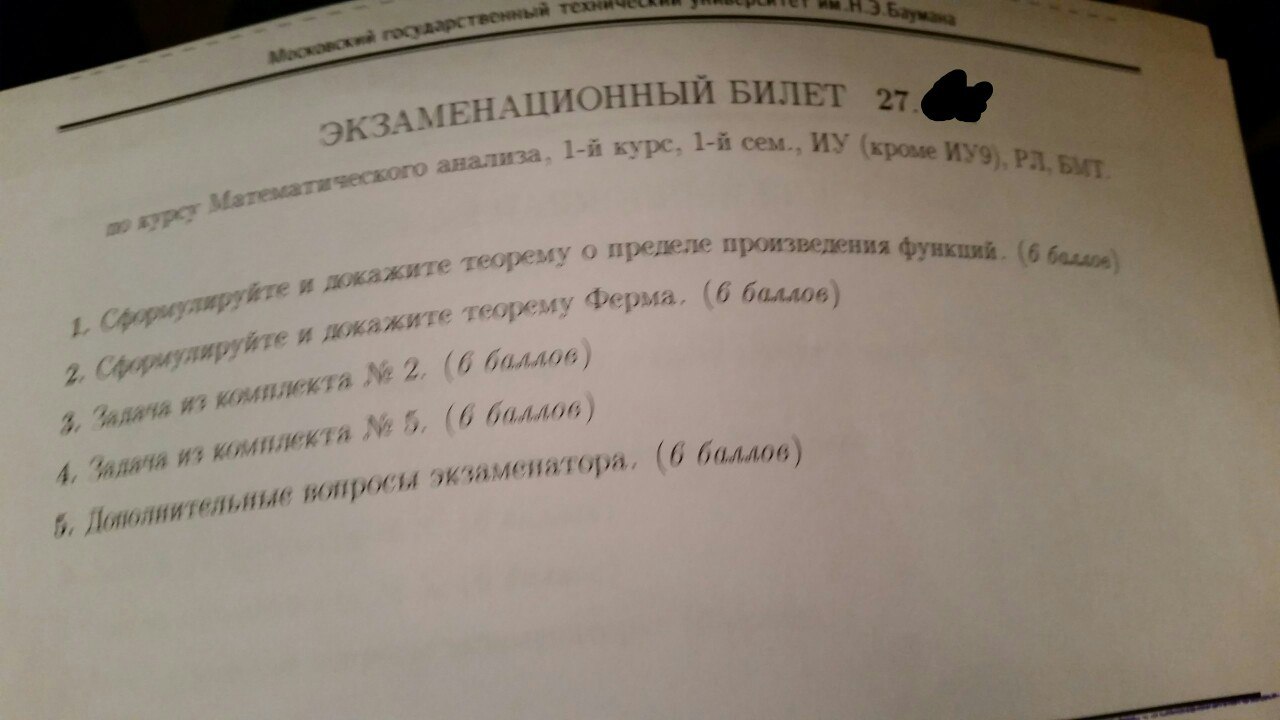 Московский государственный технический университет им.Н.Э.Баумана
ЭКЗАМЕНАЦИОННЫЙ БИЛЕТ 27.
по курсу Математического анализа, 1-й курс, 1-й сем., ИУ (кроме ИУ9), РЛ, БМТ.
1. Сформулируйте и докажите теорему о пределе произведения функций. (6 баллов)
2. Сформулируйте и докажите теорему Ферма. (6 баллов)
3. Задача из комплекта № 2. (6 баллов)
4. Задача из комплекта № 5. (6 баллов)
5. Дополнительные вопросы экзаменатора. (6 баллов)